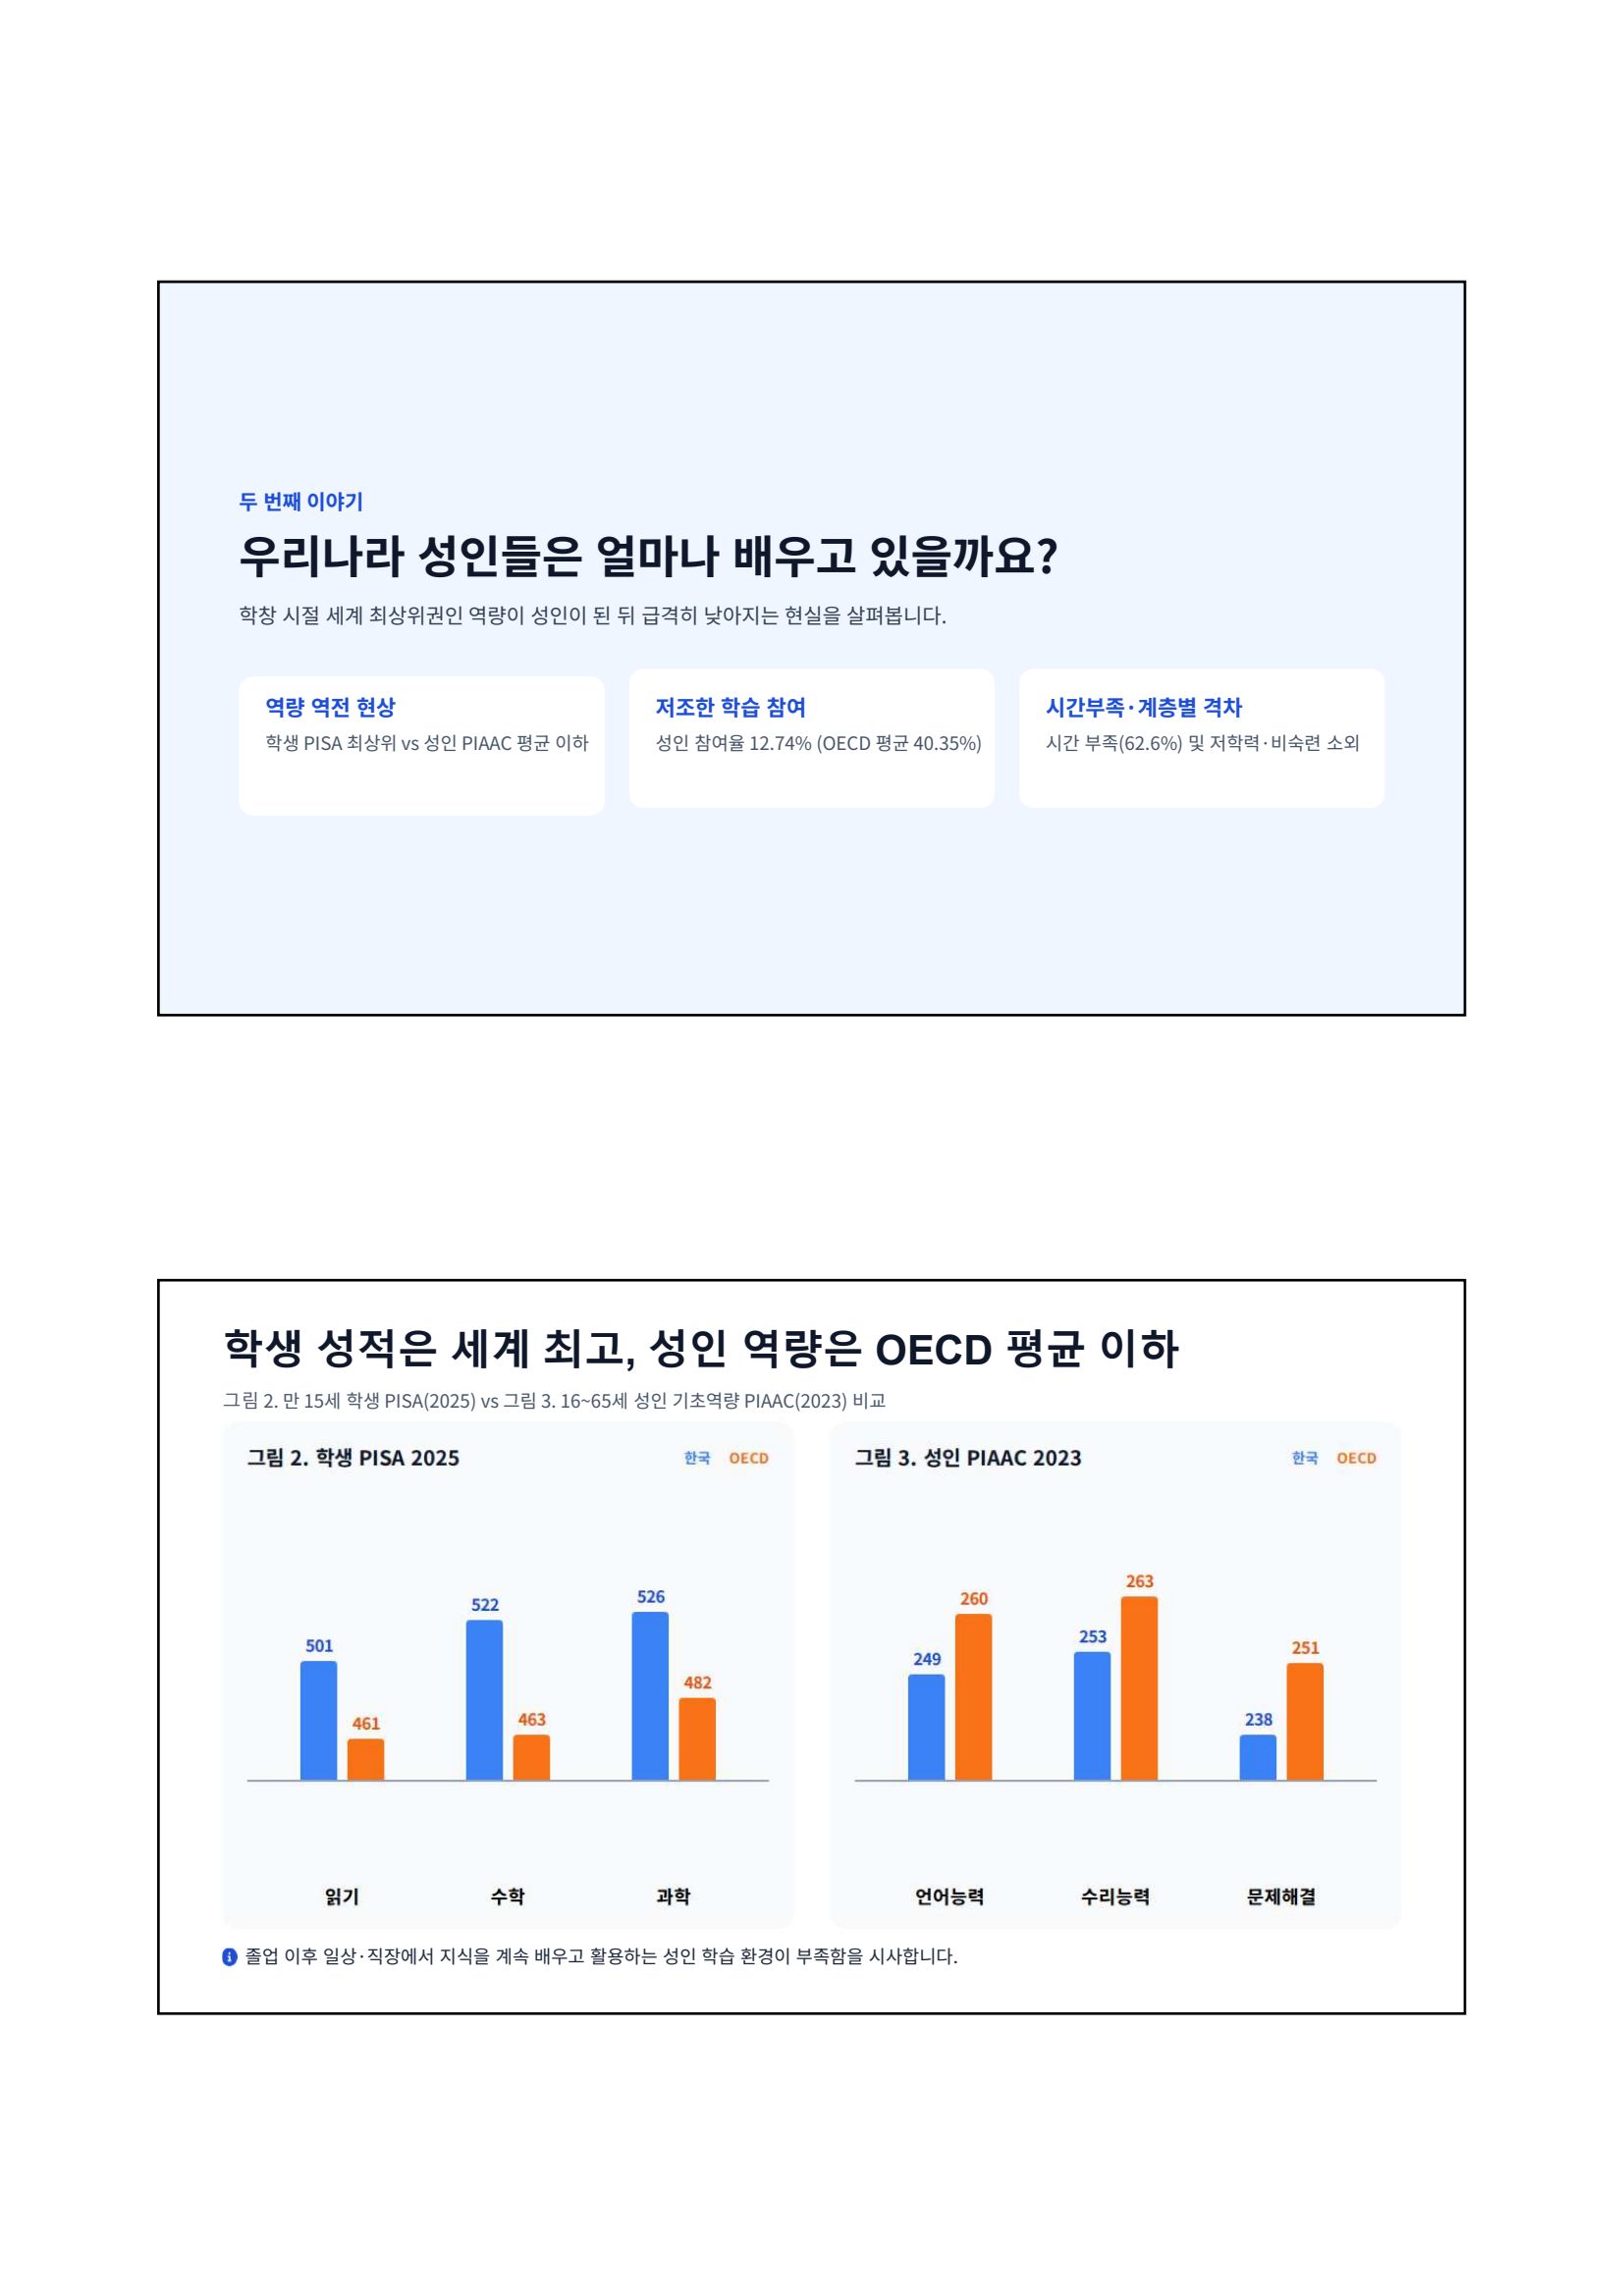 두 번째 이야기
우리나라 성인들은 얼마나 배우고 있을까요?
학창 시절 세계 최상위권인 역량이 성인이 된 뒤 급격히 낮아지는 현실을 살펴봅니다.
역량 역전 현상
학생 PISA 최상위 vs 성인 PIAAC 평균 이하
저조한 학습 참여
성인 참여율 12.74% (OECD 평균 40.35%)
시간부족·계층별 격차
시간 부족(62.6%) 및 저학력·비숙련 소외
학생 성적은 세계 최고, 성인 역량은 OECD 평균 이하
그림 2. 만 15세 학생 PISA(2025) vs 그림 3. 16~65세 성인 기초역량 PIAAC(2023) 비교
그림 2. 학생 PISA 2025
한국 OECD
501
461
522
463
526
482
읽기 수학 과학
그림 3. 성인 PIAAC 2023
한국 OECD
249
260
253
263
238
251
언어능력 수리능력 문제해결
i 졸업 이후 일상·직장에서 지식을 계속 배우고 활용하는 성인 학습 환경이 부족함을 시사합니다.